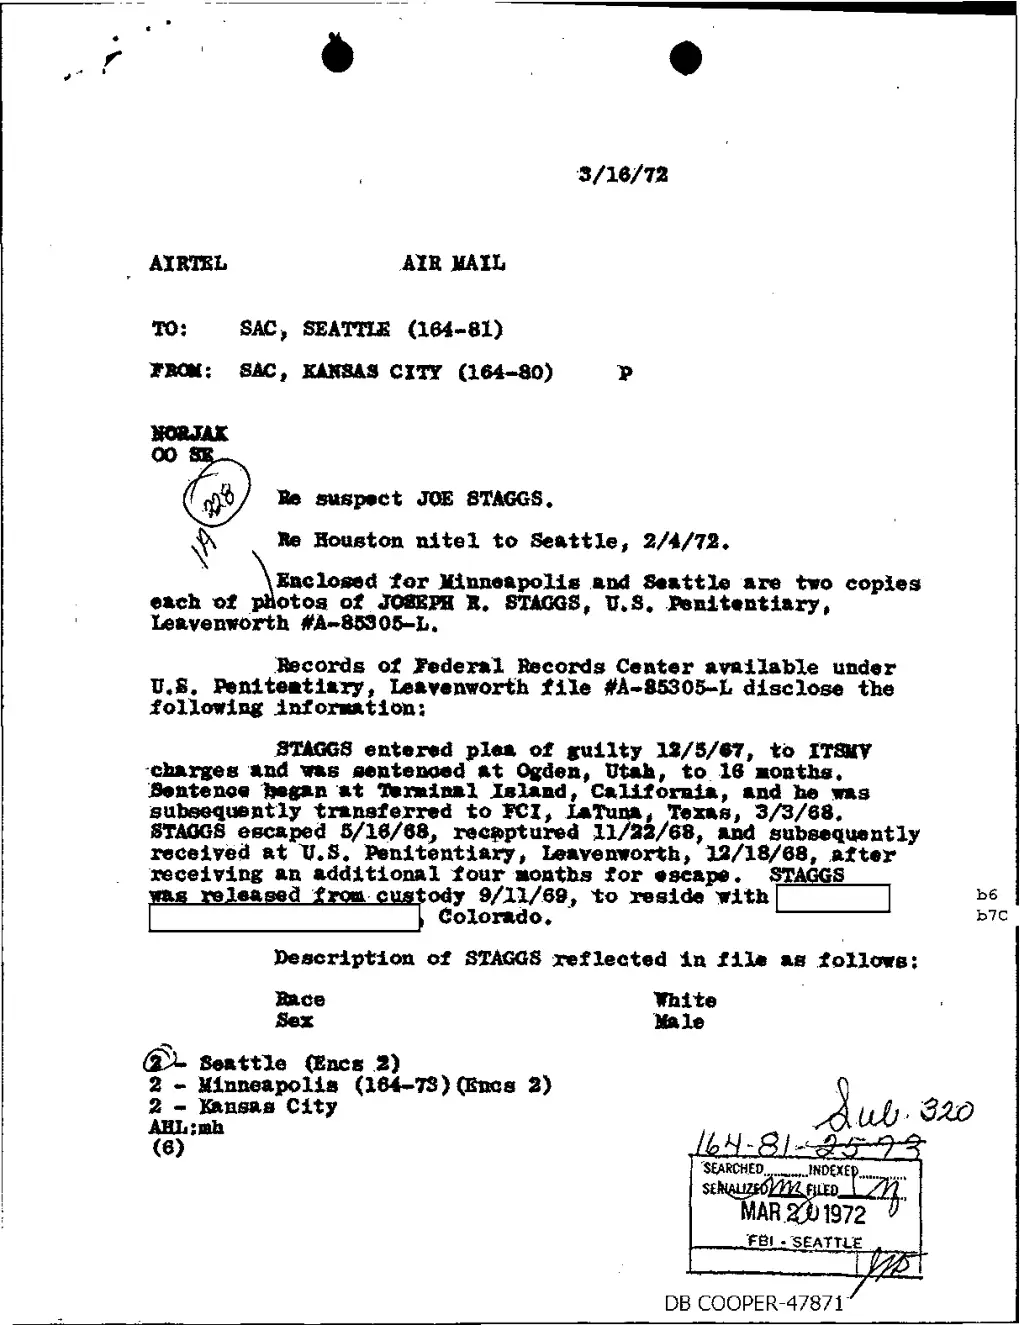 3/16/72
AIRTEL AIR MAIL
TO: SAC, SEATTLE (164-81)
FROM: SAC, KANSAS CITY (164-80) P
NORJAK
OO SE
228
1A
Re suspect JOE STAGGS.
Re Houston nitel to Seattle, 2/4/72.
Enclosed for Minneapolis and Seattle are two copies
each of photos of JOSEPH R. STAGGS, U.S. Penitentiary,
Leavenworth #A-85305-L.
Records of Federal Records Center available under
U.S. Penitentiary, Leavenworth file #A-85305-L disclose the
following information:
STAGGS entered plea of guilty 12/5/67, to ITSMV
charges and was sentenced at Ogden, Utah, to 16 months.
Sentence began at Terminal Island, California, and he was
subsequently transferred to FCI, LaTuna, Texas, 3/3/68.
STAGGS escaped 5/16/68, recaptured 11/22/68, and subsequently
received at U.S. Penitentiary, Leavenworth, 12/18/68, after
receiving an additional four months for escape. STAGGS
was released from custody 9/11/69, to reside with
, Colorado.
b6
b7C
Description of STAGGS reflected in file as follows:
Race White
Sex Male
2 - Seattle (Encs 2)
2 - Minneapolis (164-73)(Encs 2)
2 - Kansas City
AHL:mh
(6)
Sub. 320
164-81-2573
SEARCHED INDEXED
SERIALIZED FILED
MAR 20 1972
FBI - SEATTLE
DB COOPER-47871